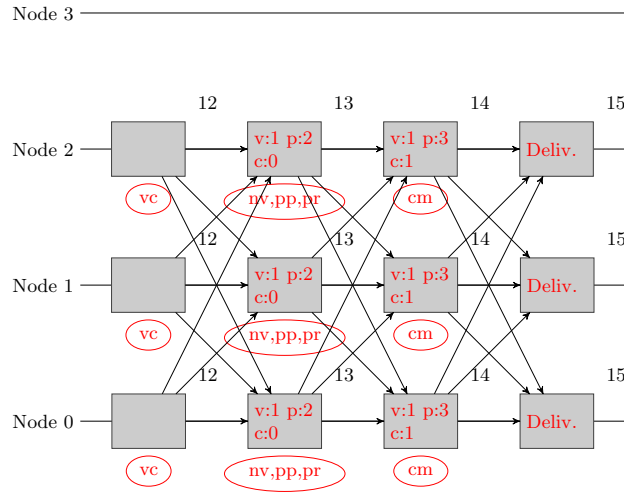 Node 3
12 13 14 15
Node 2
v:1 p:2 v:1 p:3
c:0 c:1
Deliv.
vc nv,pp,pr cm
12 13 14 15
Node 1
v:1 p:2 v:1 p:3
c:0 c:1
Deliv.
vc nv,pp,pr cm
12 13 14 15
Node 0
v:1 p:2 v:1 p:3
c:0 c:1
Deliv.
vc nv,pp,pr cm